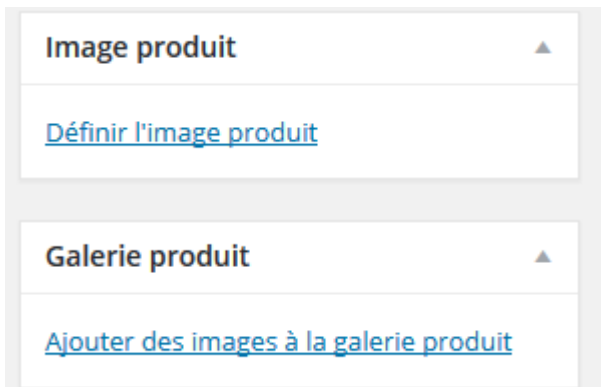 Image produit
Définir l'image produit
Galerie produit
Ajouter des images à la galerie produit